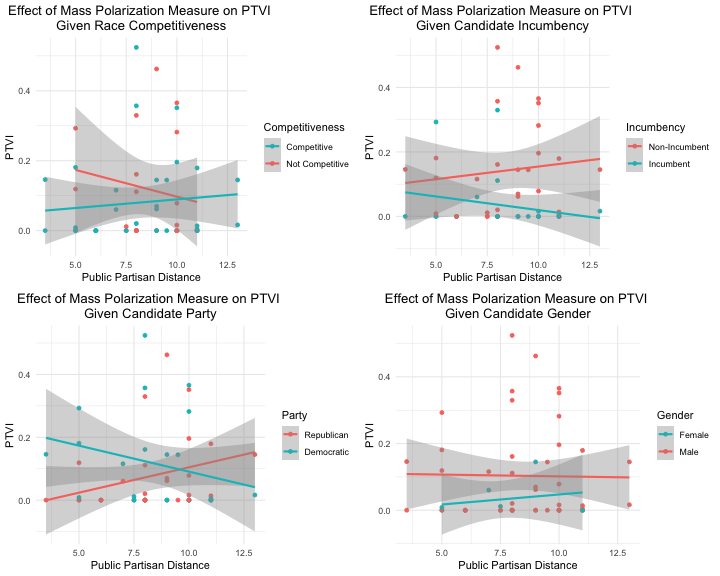 Effect of Mass Polarization Measure on PTVI
Given Race Competitiveness
PTVI
0.4
0.2
0.0
5.0 7.5 10.0 12.5
Public Partisan Distance
Competitiveness
Competitive
Not Competitive
Effect of Mass Polarization Measure on PTVI
Given Candidate Incumbency
PTVI
0.4
0.2
0.0
5.0 7.5 10.0 12.5
Public Partisan Distance
Incumbency
Non-Incumbent
Incumbent
Effect of Mass Polarization Measure on PTVI
Given Candidate Party
PTVI
0.4
0.2
0.0
5.0 7.5 10.0 12.5
Public Partisan Distance
Party
Republican
Democratic
Effect of Mass Polarization Measure on PTVI
Given Candidate Gender
PTVI
0.4
0.2
0.0
5.0 7.5 10.0 12.5
Public Partisan Distance
Gender
Female
Male